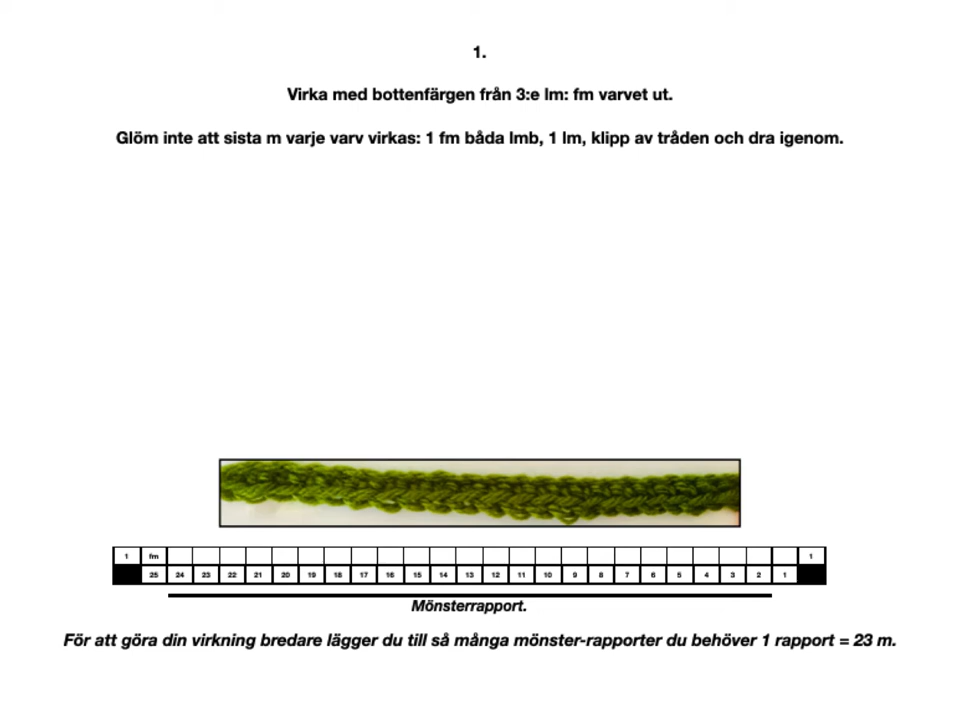 1.
Virka med bottenfärgen från 3:e lm: fm varvet ut.
Glöm inte att sista m varje varv virkas: 1 fm båda lmb, 1 lm, klipp av tråden och dra igenom.
1 fm 1
25 24 23 22 21 20 19 18 17 16 15 14 13 12 11 10 9 8 7 6 5 4 3 2 1
Mönsterrapport.
För att göra din virkning bredare lägger du till så många mönster-rapporter du behöver 1 rapport = 23 m.